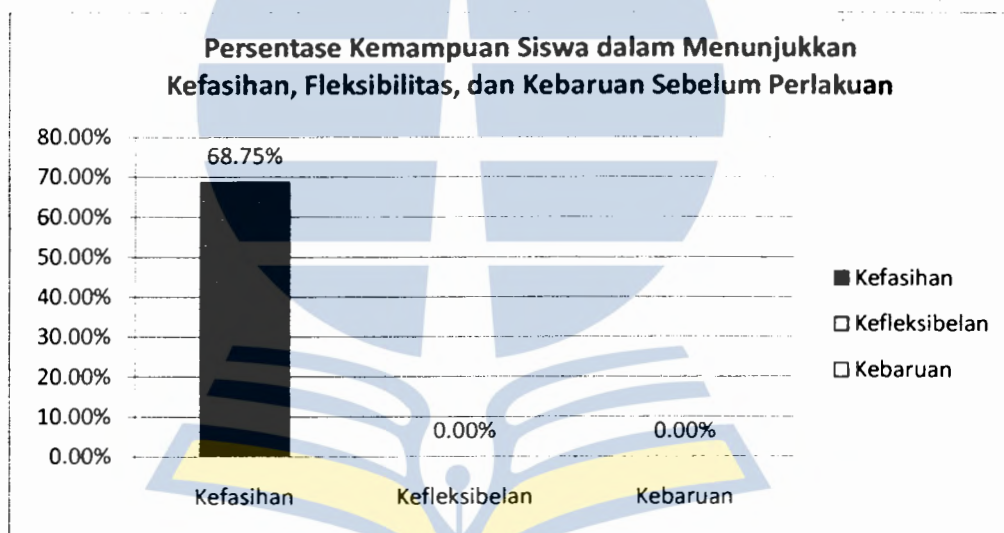 Persentase Kemampuan Siswa dalam Menunjukkan
Kefasihan, Fleksibilitas, dan Kebaruan Sebelum Perlakuan
80.00%
68.75%
70.00%
60.00%
50.00%
40.00%
30.00%
20.00%
10.00%
0.00%
0.00%
0.00%
Kefasihan
Kefleksibelan
Kebaruan
Kefasihan
Kefleksibelan
Kebaruan